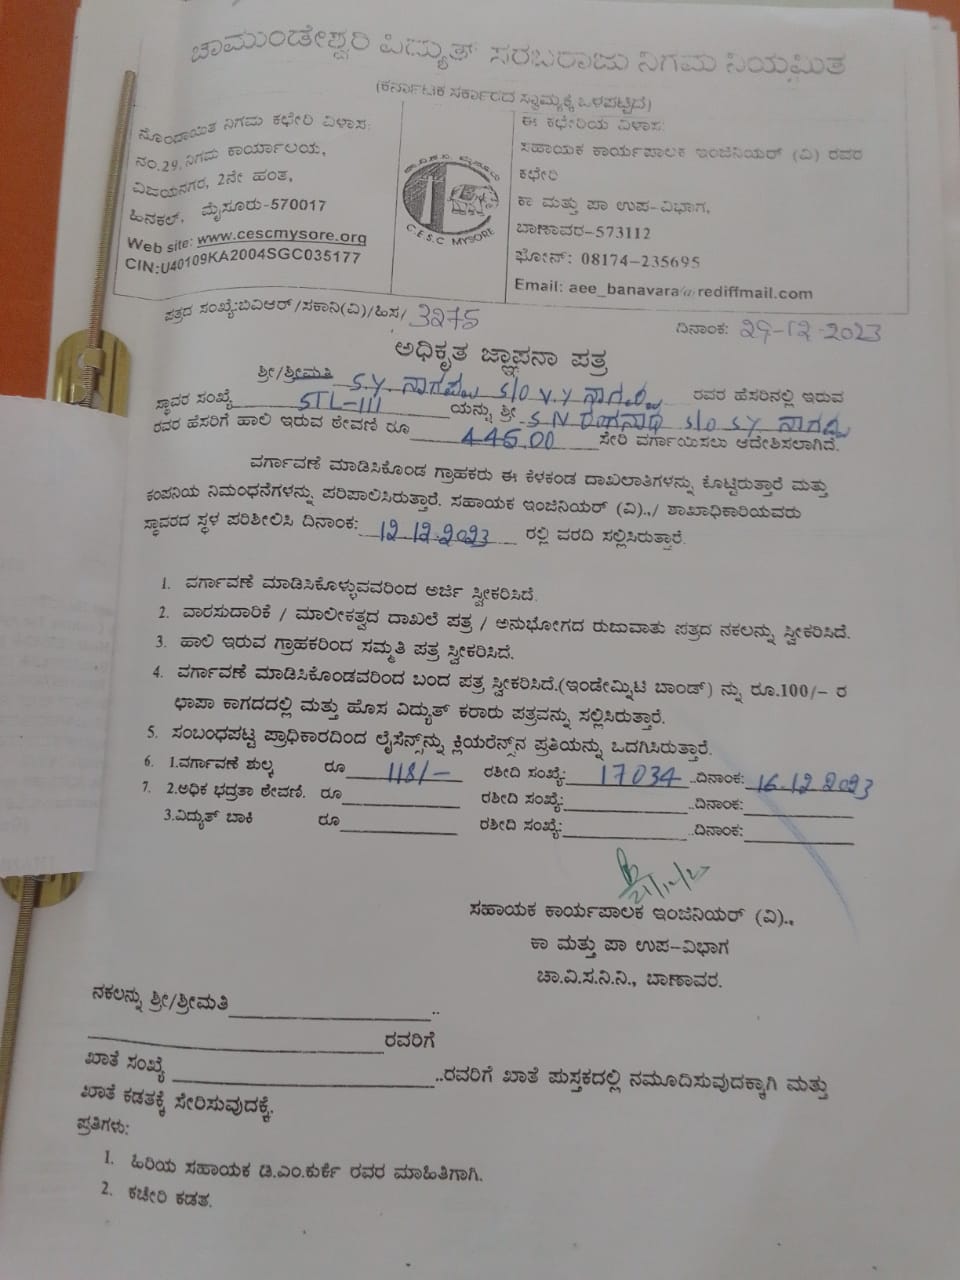 ಚಾಮುಂಡೇಶ್ವರಿ ವಿದ್ಯುತ್ ಸರಬರಾಜು ನಿಗಮ ನಿಯಮಿತ
(ಕರ್ನಾಟಕ ಸರ್ಕಾರದ ಸ್ವಾಮ್ಯಕ್ಕೆ ಒಳಪಟ್ಟಿದೆ)
ನೊಂದಾಯಿತ ನಿಗಮ ಕಛೇರಿ ವಿಳಾಸ:
ನಂ.29, ನಿಗಮ ಕಾರ್ಯಾಲಯ,
ವಿಜಯನಗರ, 2ನೇ ಹಂತ,
ಹಿನಕಲ್, ಮೈಸೂರು-570017
Web site: www.cescmysore.org
CIN:U40109KA2004SGC035177
C.E.S.C MYSORE
ಈ ಕಛೇರಿಯ ವಿಳಾಸ:
ಸಹಾಯಕ ಕಾರ್ಯಪಾಲಕ ಇಂಜಿನಿಯರ್ (ವಿ) ರವರ
ಕಛೇರಿ
ಕಾ ಮತ್ತು ಪಾ ಉಪ-ವಿಭಾಗ,
ಬಾಣಾವರ-573112
ಫೋನ್: 08174-235695
Email: aee_banavara@rediffmail.com
ಪತ್ರದ ಸಂಖ್ಯೆ:ಬಿವಿಆರ್/ಸಕಾನಿ(ವಿ)/ಹಿಸ/ 3275 ದಿನಾಂಕ: 29-12-2023
ಅಧಿಕೃತ ಜ್ಞಾಪನಾ ಪತ್ರ
ಶ್ರೀ/ಶ್ರೀಮತಿ S.Y ನಾಗಪ್ಪ S/O V.Y ರವರ ಹೆಸರಿನಲ್ಲಿ ಇರುವ
ಸ್ಥಾವರ ಸಂಖ್ಯೆ STL-111 ಯನ್ನು ಶ್ರೀ. S N ರಂಗನಾಥ S/O S Y ನಾಗಪ್ಪ
ರವರ ಹೆಸರಿಗೆ ಹಾಲಿ ಇರುವ ಠೇವಣಿ ರೂ 446.00 ಸೇರಿ ವರ್ಗಾಯಿಸಲು ಆದೇಶಿಸಲಾಗಿದೆ.
ವರ್ಗಾವಣೆ ಮಾಡಿಸಿಕೊಂಡ ಗ್ರಾಹಕರು ಈ ಕೆಳಕಂಡ ದಾಖಲಾತಿಗಳನ್ನು ಕೊಟ್ಟಿರುತ್ತಾರೆ ಮತ್ತು
ಕಂಪನಿಯ ನಿಮಂಧನೆಗಳನ್ನು ಪರಿಪಾಲಿಸಿರುತ್ತಾರೆ. ಸಹಾಯಕ ಇಂಜಿನಿಯರ್ (ವಿ).,/ ಶಾಖಾಧಿಕಾರಿಯವರು
ಸ್ಥಾವರದ ಸ್ಥಳ ಪರಿಶೀಲಿಸಿ ದಿನಾಂಕ: 12.12.2023 ರಲ್ಲಿ ವರದಿ ಸಲ್ಲಿಸಿರುತ್ತಾರೆ.
1. ವರ್ಗಾವಣೆ ಮಾಡಿಸಿಕೊಳ್ಳುವವರಿಂದ ಅರ್ಜಿ ಸ್ವೀಕರಿಸಿದೆ.
2. ವಾರಸುದಾರಿಕೆ / ಮಾಲೀಕತ್ವದ ದಾಖಲೆ ಪತ್ರ / ಅನುಭೋಗದ ರುಜುವಾತು ಪತ್ರದ ನಕಲನ್ನು ಸ್ವೀಕರಿಸಿದೆ.
3. ಹಾಲಿ ಇರುವ ಗ್ರಾಹಕರಿಂದ ಸಮ್ಮತಿ ಪತ್ರ ಸ್ವೀಕರಿಸಿದೆ.
4. ವರ್ಗಾವಣೆ ಮಾಡಿಸಿಕೊಂಡವರಿಂದ ಬಂದ ಪತ್ರ ಸ್ವೀಕರಿಸಿದೆ.(ಇಂಡೇಮ್ನಿಟಿ ಬಾಂಡ್) ನ್ನು ರೂ.100/- ರ
ಛಾಪಾ ಕಾಗದದಲ್ಲಿ ಮತ್ತು ಹೊಸ ವಿದ್ಯುತ್ ಕರಾರು ಪತ್ರವನ್ನು ಸಲ್ಲಿಸಿರುತ್ತಾರೆ.
5. ಸಂಬಂಧಪಟ್ಟ ಪ್ರಾಧಿಕಾರದಿಂದ ಲೈಸೆನ್ಸ್‌ನ್ನು ಕ್ಲಿಯರೆನ್ಸ್‌ನ ಪ್ರತಿಯನ್ನು ಒದಗಿಸಿರುತ್ತಾರೆ.
6. 1.ವರ್ಗಾವಣೆ ಶುಲ್ಕ ರೂ 118/- ರಶೀದಿ ಸಂಖ್ಯೆ: 17034 ..ದಿನಾಂಕ: 16.12.2023
7. 2.ಅಧಿಕ ಭದ್ರತಾ ಠೇವಣಿ. ರೂ ರಶೀದಿ ಸಂಖ್ಯೆ: ..ದಿನಾಂಕ:
3.ವಿದ್ಯುತ್ ಬಾಕಿ ರೂ ರಶೀದಿ ಸಂಖ್ಯೆ: ..ದಿನಾಂಕ:
ಸಹಾಯಕ ಕಾರ್ಯಪಾಲಕ ಇಂಜಿನಿಯರ್ (ವಿ).,
ಕಾ ಮತ್ತು ಪಾ ಉಪ-ವಿಭಾಗ
ಚಾ.ವಿ.ಸ.ನಿ.ನಿ., ಬಾಣಾವರ.
ನಕಲನ್ನು ಶ್ರೀ/ಶ್ರೀಮತಿ ..
ರವರಿಗೆ
ಖಾತೆ ಸಂಖ್ಯೆ ..ರವರಿಗೆ ಖಾತೆ ಪುಸ್ತಕದಲ್ಲಿ ನಮೂದಿಸುವುದಕ್ಕಾಗಿ ಮತ್ತು
ಖಾತೆ ಕಡತಕ್ಕೆ ಸೇರಿಸುವುದಕ್ಕೆ.
ಪ್ರತಿಗಳು:
1. ಹಿರಿಯ ಸಹಾಯಕ ಡಿ.ಎಂ.ಕುರ್ಕೆ ರವರ ಮಾಹಿತಿಗಾಗಿ.
2. ಕಚೇರಿ ಕಡತ.